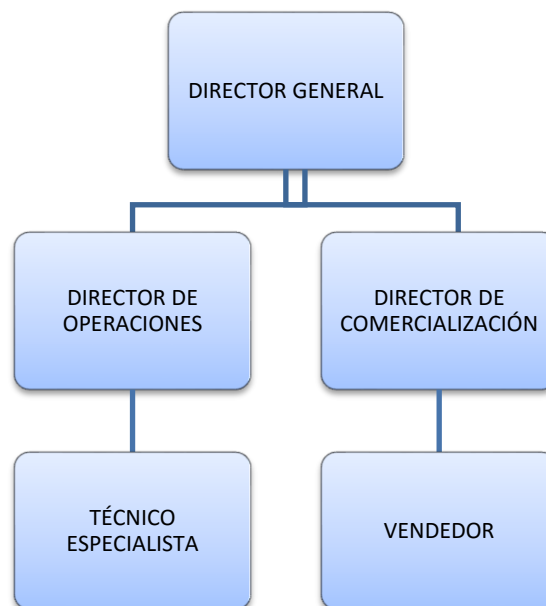 DIRECTOR GENERAL
DIRECTOR DE
OPERACIONES
DIRECTOR DE
COMERCIALIZACIÓN
TÉCNICO
ESPECIALISTA
VENDEDOR